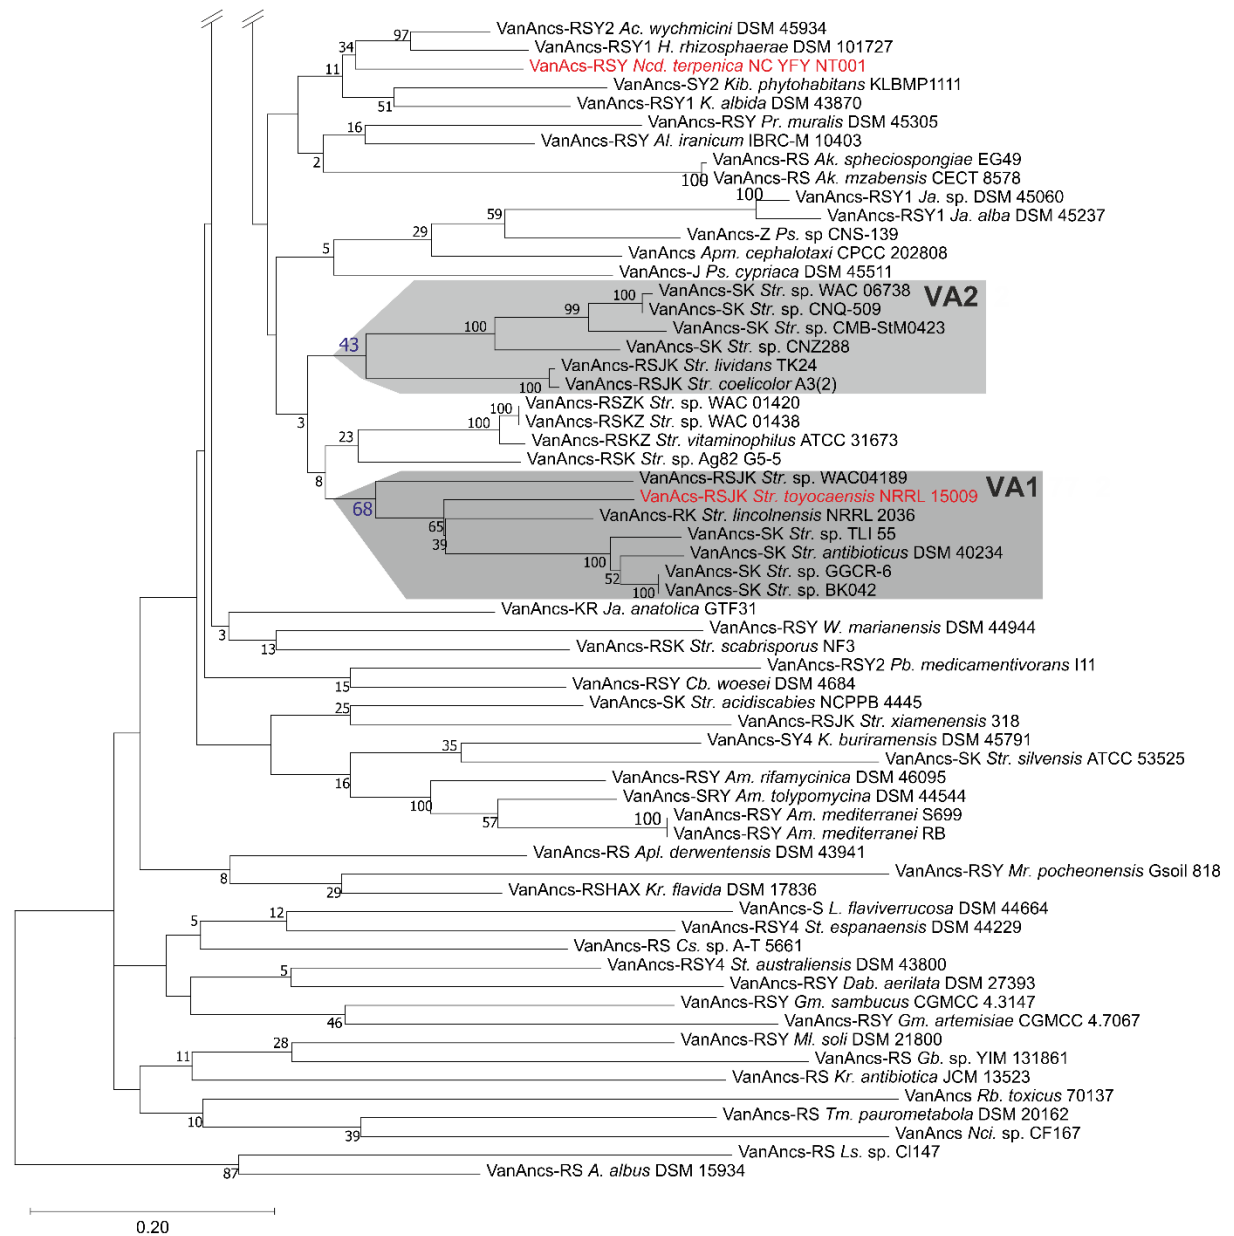 VanAncs-RSY2 Ac. wychmicini DSM 45934
97
34
VanAncs-RSY1 H. rhizosphaerae DSM 101727
VanAcs-RSY Ncd. terpenica NC YFY NT001
11
VanAncs-SY2 Kib. phytohabitans KLBMP1111
51
VanAncs-RSY1 K. albida DSM 43870
VanAncs-RSY Pr. muralis DSM 45305
16
VanAncs-RSY Al. iranicum IBRC-M 10403
2
VanAncs-RS Ak. spheciospongiae EG49
100
VanAncs-RS Ak. mzabensis CECT 8578
100
VanAncs-RSY1 Ja. sp. DSM 45060
59
VanAncs-RSY1 Ja. alba DSM 45237
29
VanAncs-Z Ps. sp CNS-139
5
VanAncs Apm. cephalotaxi CPCC 202808
VanAncs-J Ps. cypriaca DSM 45511
100
VanAncs-SK Str. sp. WAC 06738
VA2
99
VanAncs-SK Str. sp. CNQ-509
100
VanAncs-SK Str. sp. CMB-StM0423
43
VanAncs-SK Str. sp. CNZ288
VanAncs-RSJK Str. lividans TK24
100
VanAncs-RSJK Str. coelicolor A3(2)
100
VanAncs-RSZK Str. sp. WAC 01420
3
100
VanAncs-RSKZ Str. sp. WAC 01438
23
VanAncs-RSKZ Str. vitaminophilus ATCC 31673
VanAncs-RSK Str. sp. Ag82 G5-5
8
VanAncs-RSJK Str. sp. WAC04189
VanAcs-RSJK Str. toyocaensis NRRL 15009
VA1
68
VanAncs-RK Str. lincolnensis NRRL 2036
65
VanAncs-SK Str. sp. TLI 55
39
VanAncs-SK Str. antibioticus DSM 40234
100
VanAncs-SK Str. sp. GGCR-6
52
100
VanAncs-SK Str. sp. BK042
VanAncs-KR Ja. anatolica GTF31
3
VanAncs-RSY W. marianensis DSM 44944
13
VanAncs-RSK Str. scabrisporus NF3
VanAncs-RSY2 Pb. medicamentivorans I11
15
VanAncs-RSY Cb. woesei DSM 4684
25
VanAncs-SK Str. acidiscabies NCPPB 4445
VanAncs-RSJK Str. xiamenensis 318
35
VanAncs-SY4 K. buriramensis DSM 45791
VanAncs-SK Str. silvensis ATCC 53525
16
VanAncs-RSY Am. rifamycinica DSM 46095
100
VanAncs-SRY Am. tolypomycina DSM 44544
57
100
VanAncs-RSY Am. mediterranei S699
VanAncs-RSY Am. mediterranei RB
VanAncs-RS Apl. derwentensis DSM 43941
8
VanAncs-RSY Mr. pocheonensis Gsoil 818
29
VanAncs-RSHAX Kr. flavida DSM 17836
12
VanAncs-S L. flaviverrucosa DSM 44664
5
VanAncs-RSY4 St. espanaensis DSM 44229
VanAncs-RS Cs. sp. A-T 5661
5
VanAncs-RSY4 St. australiensis DSM 43800
VanAncs-RSY Dab. aerilata DSM 27393
VanAncs-RSY Gm. sambucus CGMCC 4.3147
46
VanAncs-RSY Gm. artemisiae CGMCC 4.7067
28
VanAncs-RSY Ml. soli DSM 21800
11
VanAncs-RS Gb. sp. YIM 131861
VanAncs-RS Kr. antibiotica JCM 13523
VanAncs Rb. toxicus 70137
10
VanAncs-RS Tm. paurometabola DSM 20162
39
VanAncs Nci. sp. CF167
VanAncs-RS Ls. sp. CI147
87
VanAncs-RS A. albus DSM 15934
0.20